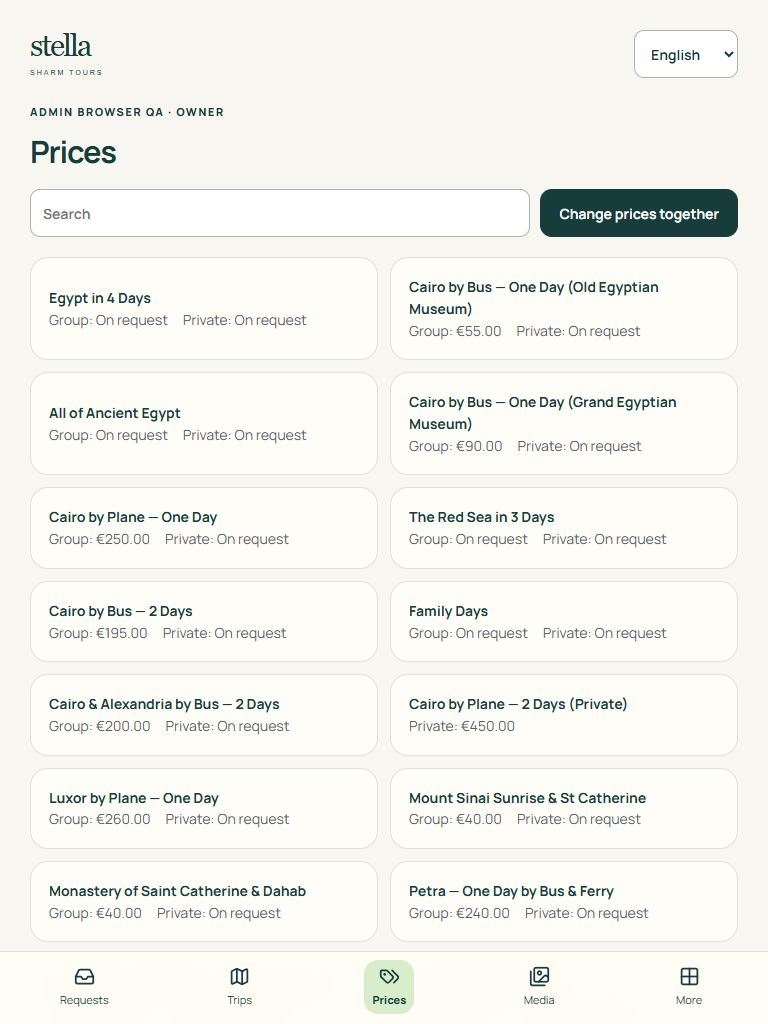 stella
SHARM TOURS
English
ADMIN BROWSER QA · OWNER
Prices
Search
Change prices together
Egypt in 4 Days
Group: On request Private: On request
Cairo by Bus — One Day (Old Egyptian
Museum)
Group: €55.00 Private: On request
All of Ancient Egypt
Group: On request Private: On request
Cairo by Bus — One Day (Grand Egyptian
Museum)
Group: €90.00 Private: On request
Cairo by Plane — One Day
Group: €250.00 Private: On request
The Red Sea in 3 Days
Group: On request Private: On request
Cairo by Bus — 2 Days
Group: €195.00 Private: On request
Family Days
Group: On request Private: On request
Cairo & Alexandria by Bus — 2 Days
Group: €200.00 Private: On request
Cairo by Plane — 2 Days (Private)
Private: €450.00
Luxor by Plane — One Day
Group: €260.00 Private: On request
Mount Sinai Sunrise & St Catherine
Group: €40.00 Private: On request
Monastery of Saint Catherine & Dahab
Group: €40.00 Private: On request
Petra — One Day by Bus & Ferry
Group: €240.00 Private: On request
Requests
Trips
Prices
Media
More